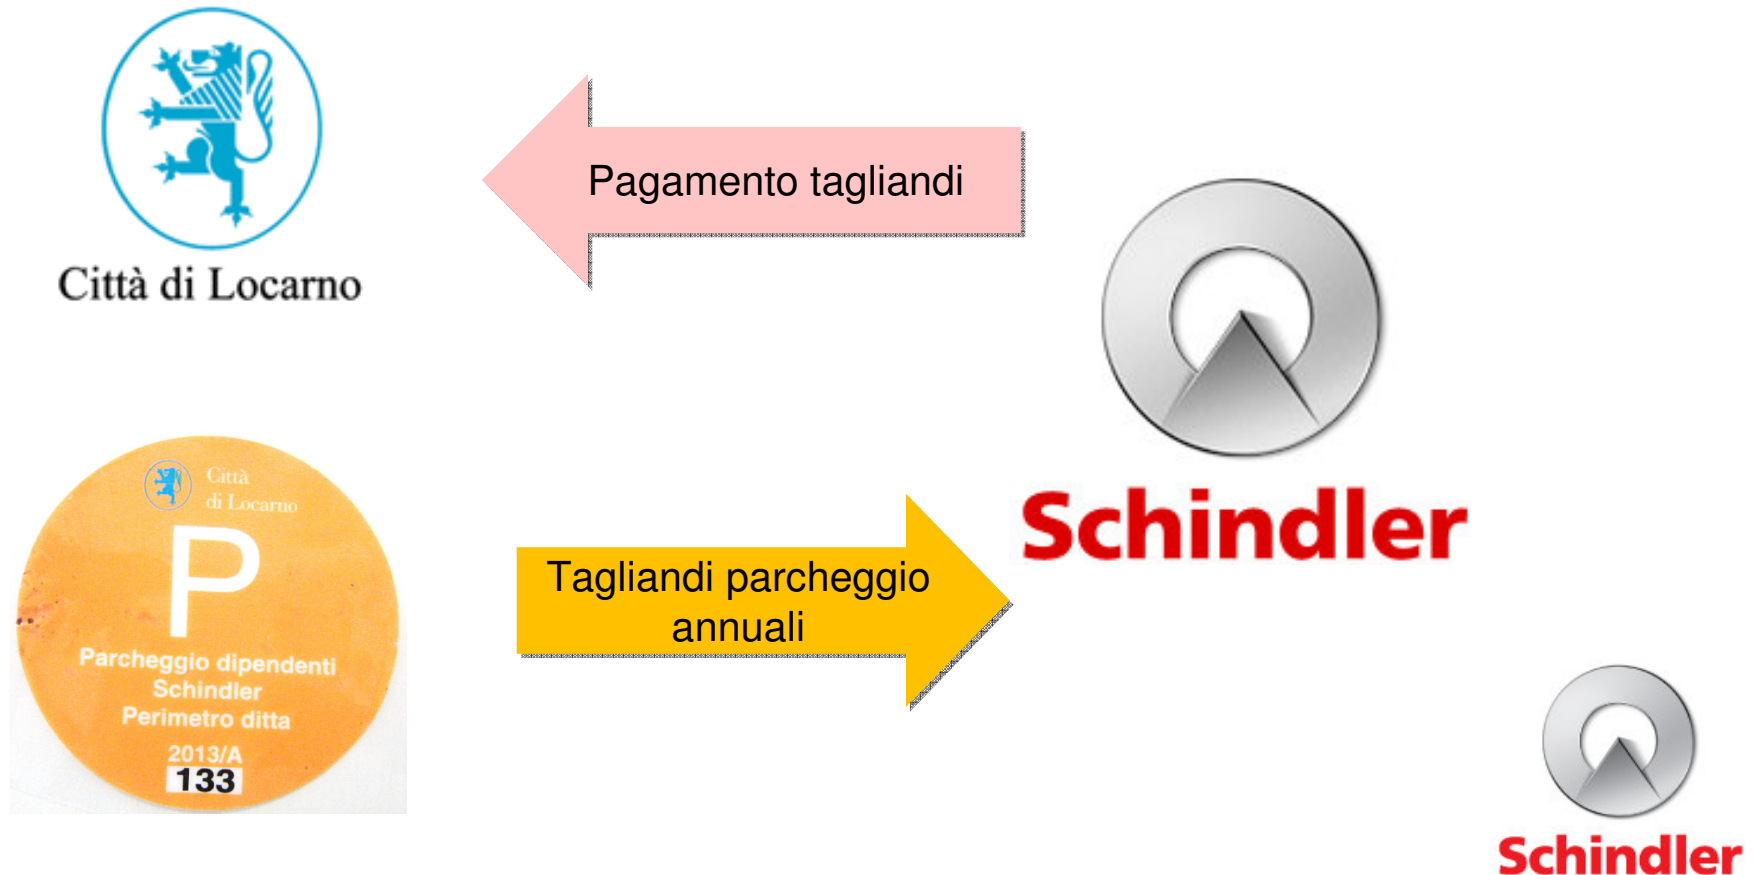 Città di Locarno
Pagamento tagliandi
Schindler
Città
di Locarno
P
Parcheggio dipendenti
Schindler
Perimetro ditta
2013/A
133
Tagliandi parcheggio
annuali
Schindler